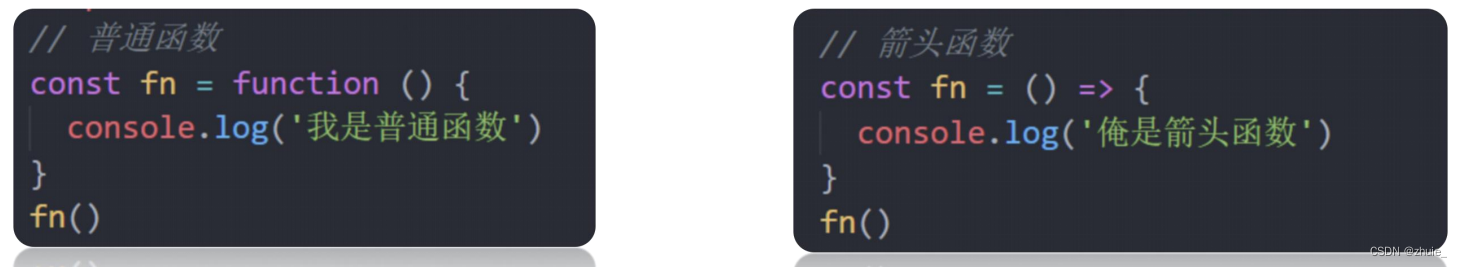 // 普通函数
const fn = function () {
  console.log('我是普通函数')
}
fn()
// 箭头函数
const fn = () => {
  console.log('俺是箭头函数')
}
fn()
CSDN @zhuie_